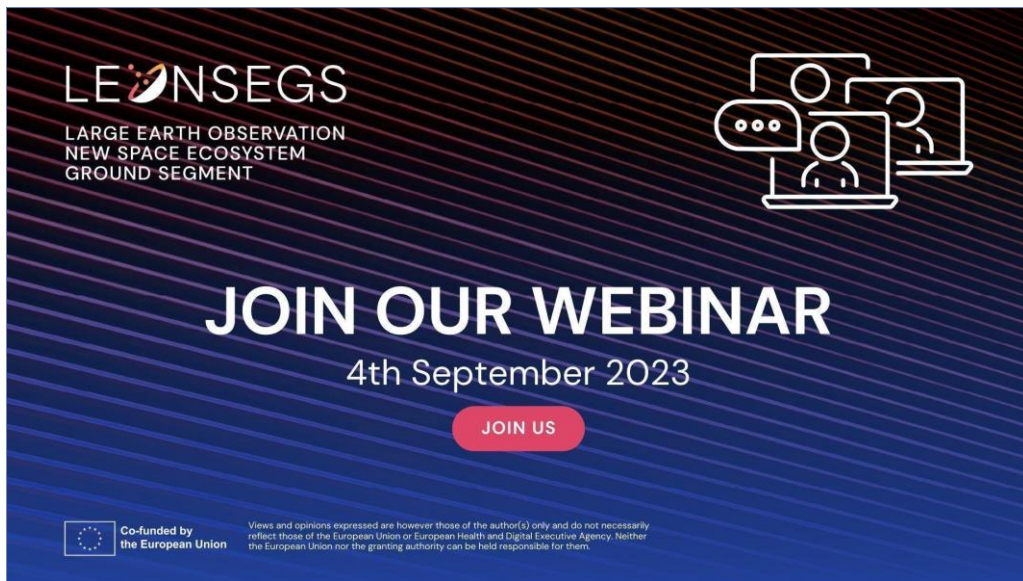 LEONSEGS
LARGE EARTH OBSERVATION
NEW SPACE ECOSYSTEM
GROUND SEGMENT
JOIN OUR WEBINAR
4th September 2023
JOIN US
Co-funded by
the European Union
Views and opinions expressed are however those of the author(s) only and do not necessarily
reflect those of the European Union or European Health and Digital Executive Agency. Neither
the European Union nor the granting authority can be held responsible for them.